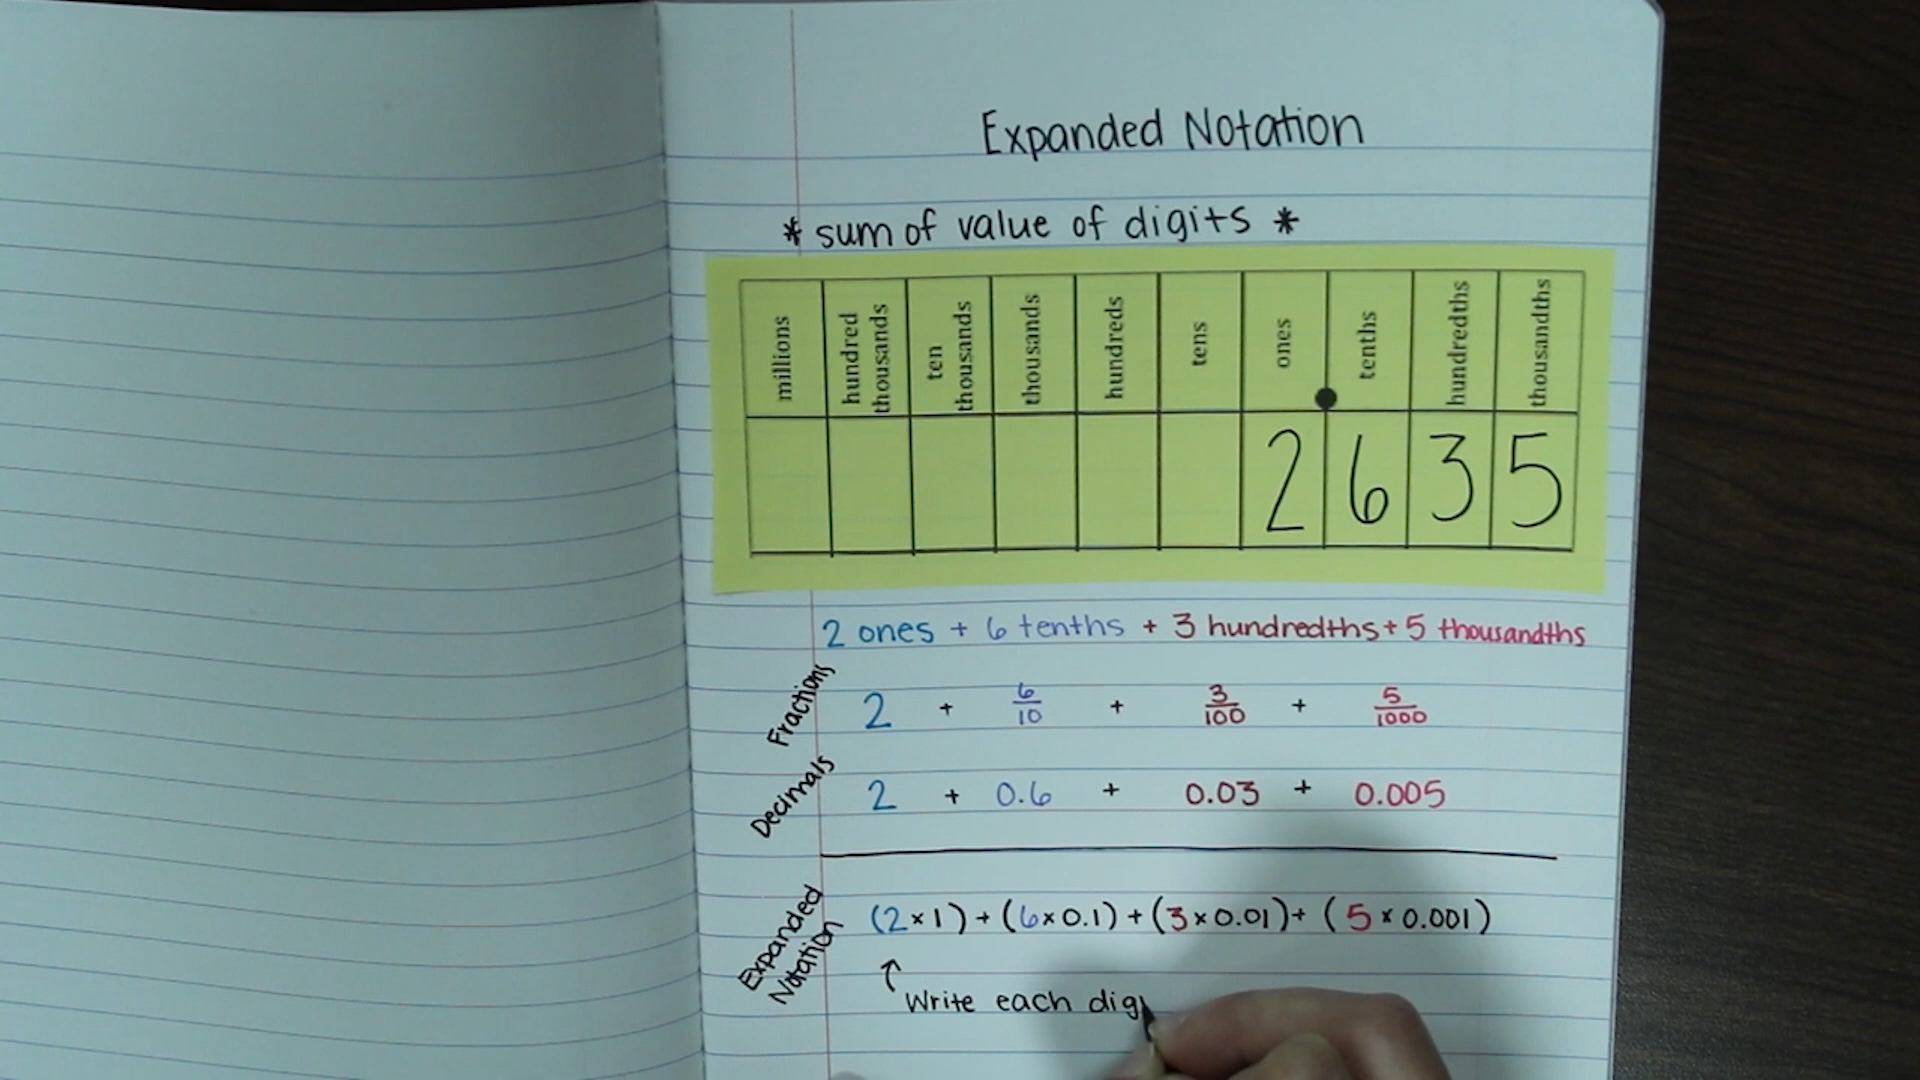 Expanded Notation
* sum of value of digits *
millions
hundred thousands
ten thousands
thousands
hundreds
tens
ones
tenths
hundredths
thousandths
2 6 3 5
2 ones + 6 tenths + 3 hundredths + 5 thousandths
Fractions
2 + 6/10 + 3/100 + 5/1000
Decimals
2 + 0.6 + 0.03 + 0.005
Expanded
Notation
(2 × 1) + (6 × 0.1) + (3 × 0.01) + (5 × 0.001)
↑ Write each